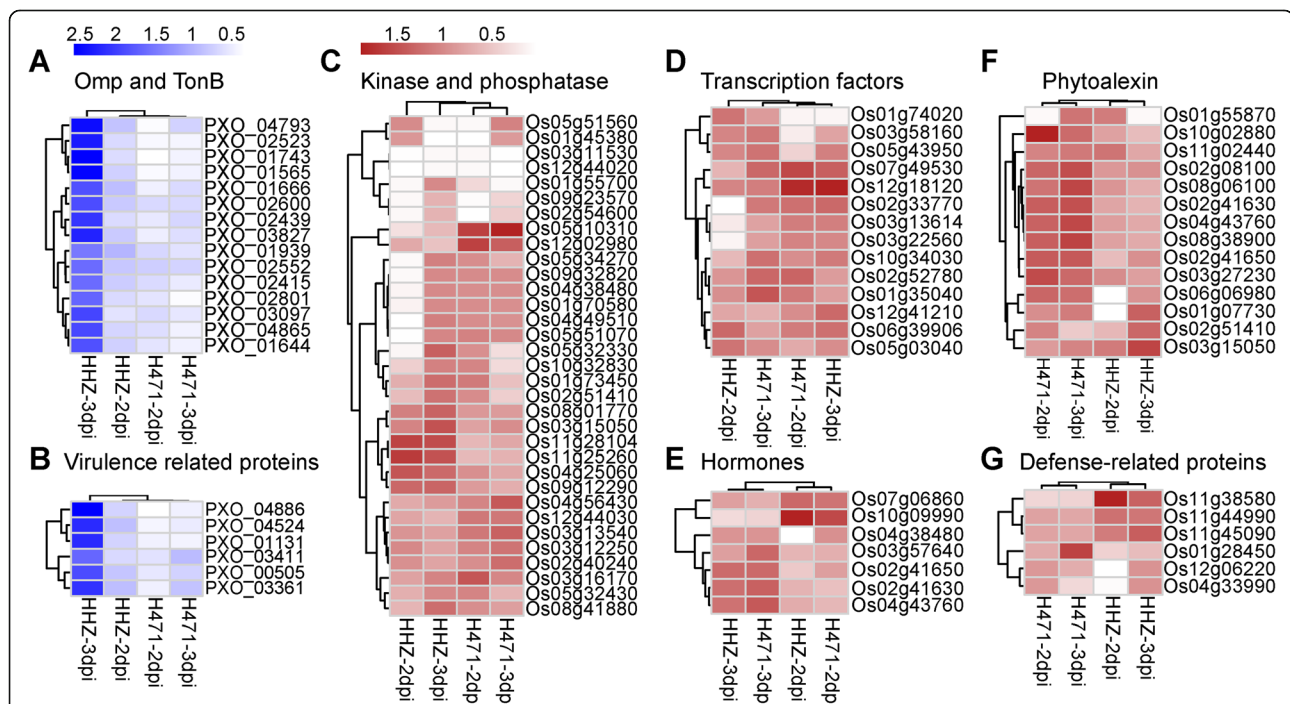 2.5 2 1.5 1 0.5
A
Omp and TonB
PXO_04793
PXO_02523
PXO_01743
PXO_01565
PXO_01666
PXO_02600
PXO_02439
PXO_03827
PXO_01939
PXO_02552
PXO_02415
PXO_02801
PXO_03097
PXO_04865
PXO_01644
HHZ-3dpi
HHZ-2dpi
H471-2dpi
H471-3dpi
B
Virulence related proteins
PXO_04886
PXO_04524
PXO_01131
PXO_03411
PXO_00505
PXO_03361
HHZ-3dpi
HHZ-2dpi
H471-2dpi
H471-3dpi
1.5 1 0.5
C
Kinase and phosphatase
Os05g51560
Os01g45380
Os03g11530
Os12g44020
Os01g55700
Os09g23570
Os02g54600
Os05g10310
Os12g02980
Os05g34270
Os09g32820
Os04g38480
Os01g70580
Os04g49510
Os05g51070
Os05g32330
Os10g32830
Os01g73450
Os02g51410
Os08g01770
Os03g15050
Os11g28104
Os11g25260
Os04g25060
Os09g12290
Os04g56430
Os12g44030
Os03g13540
Os03g12250
Os02g40240
Os03g16170
Os05g32430
Os08g41880
HHZ-2dpi
HHZ-3dpi
H471-2dp
H471-3dp
D
Transcription factors
Os01g74020
Os03g58160
Os05g43950
Os07g49530
Os12g18120
Os02g33770
Os03g13614
Os03g22560
Os10g34030
Os02g52780
Os01g35040
Os12g41210
Os06g39906
Os05g03040
HHZ-2dpi
H471-3dpi
H471-2dpi
HHZ-3dpi
E
Hormones
Os07g06860
Os10g09990
Os04g38480
Os03g57640
Os02g41650
Os02g41630
Os04g43760
HHZ-3dpi
H471-3dp
HHZ-2dpi
H471-2dp
F
Phytoalexin
Os01g55870
Os10g02880
Os11g02440
Os02g08100
Os08g06100
Os02g41630
Os04g43760
Os08g38900
Os02g41650
Os03g27230
Os06g06980
Os01g07730
Os02g51410
Os03g15050
H471-2dpi
H471-3dpi
HHZ-2dpi
HHZ-3dpi
G
Defense-related proteins
Os11g38580
Os11g44990
Os11g45090
Os01g28450
Os12g06220
Os04g33990
H471-2dpi
H471-3dpi
HHZ-2dpi
HHZ-3dpi